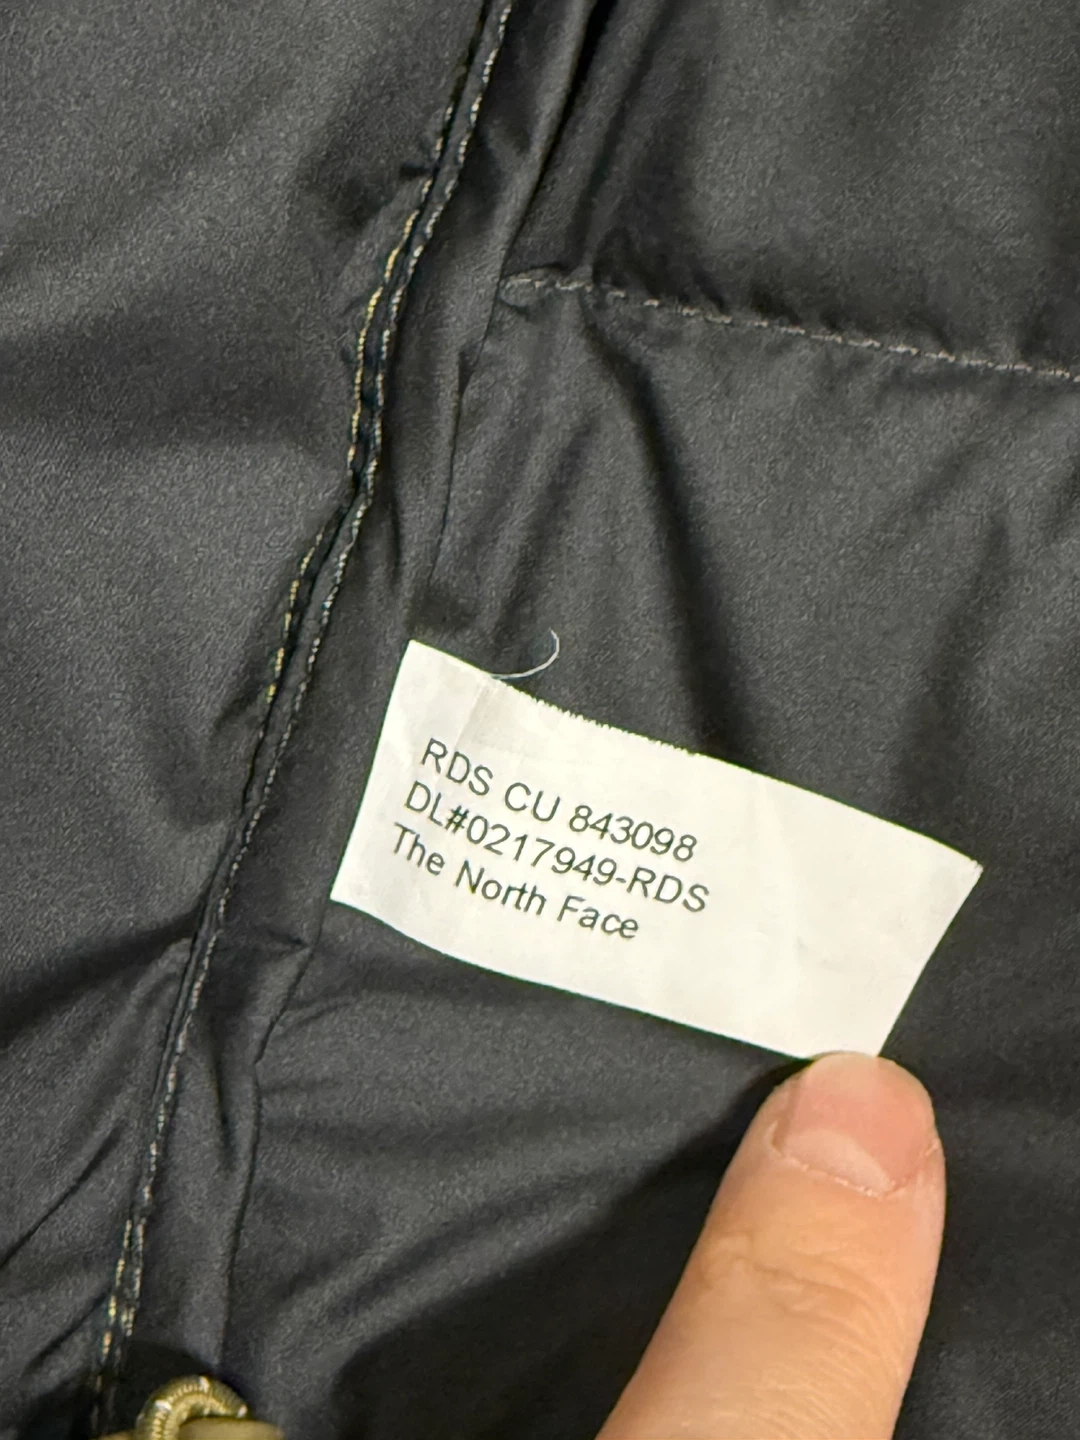 RDS CU 843098
DL#0217949-RDS
The North Face